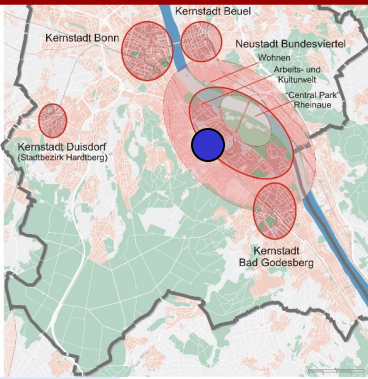 Kernstadt Beuel
Kernstadt Bonn
Neustadt Bundesviertel
Wohnen
Arbeits- und
Kulturwelt
"Central Park"
Rheinaue
Kernstadt Duisdorf
(Stadtbezirk Hardtberg)
Kernstadt
Bad Godesberg